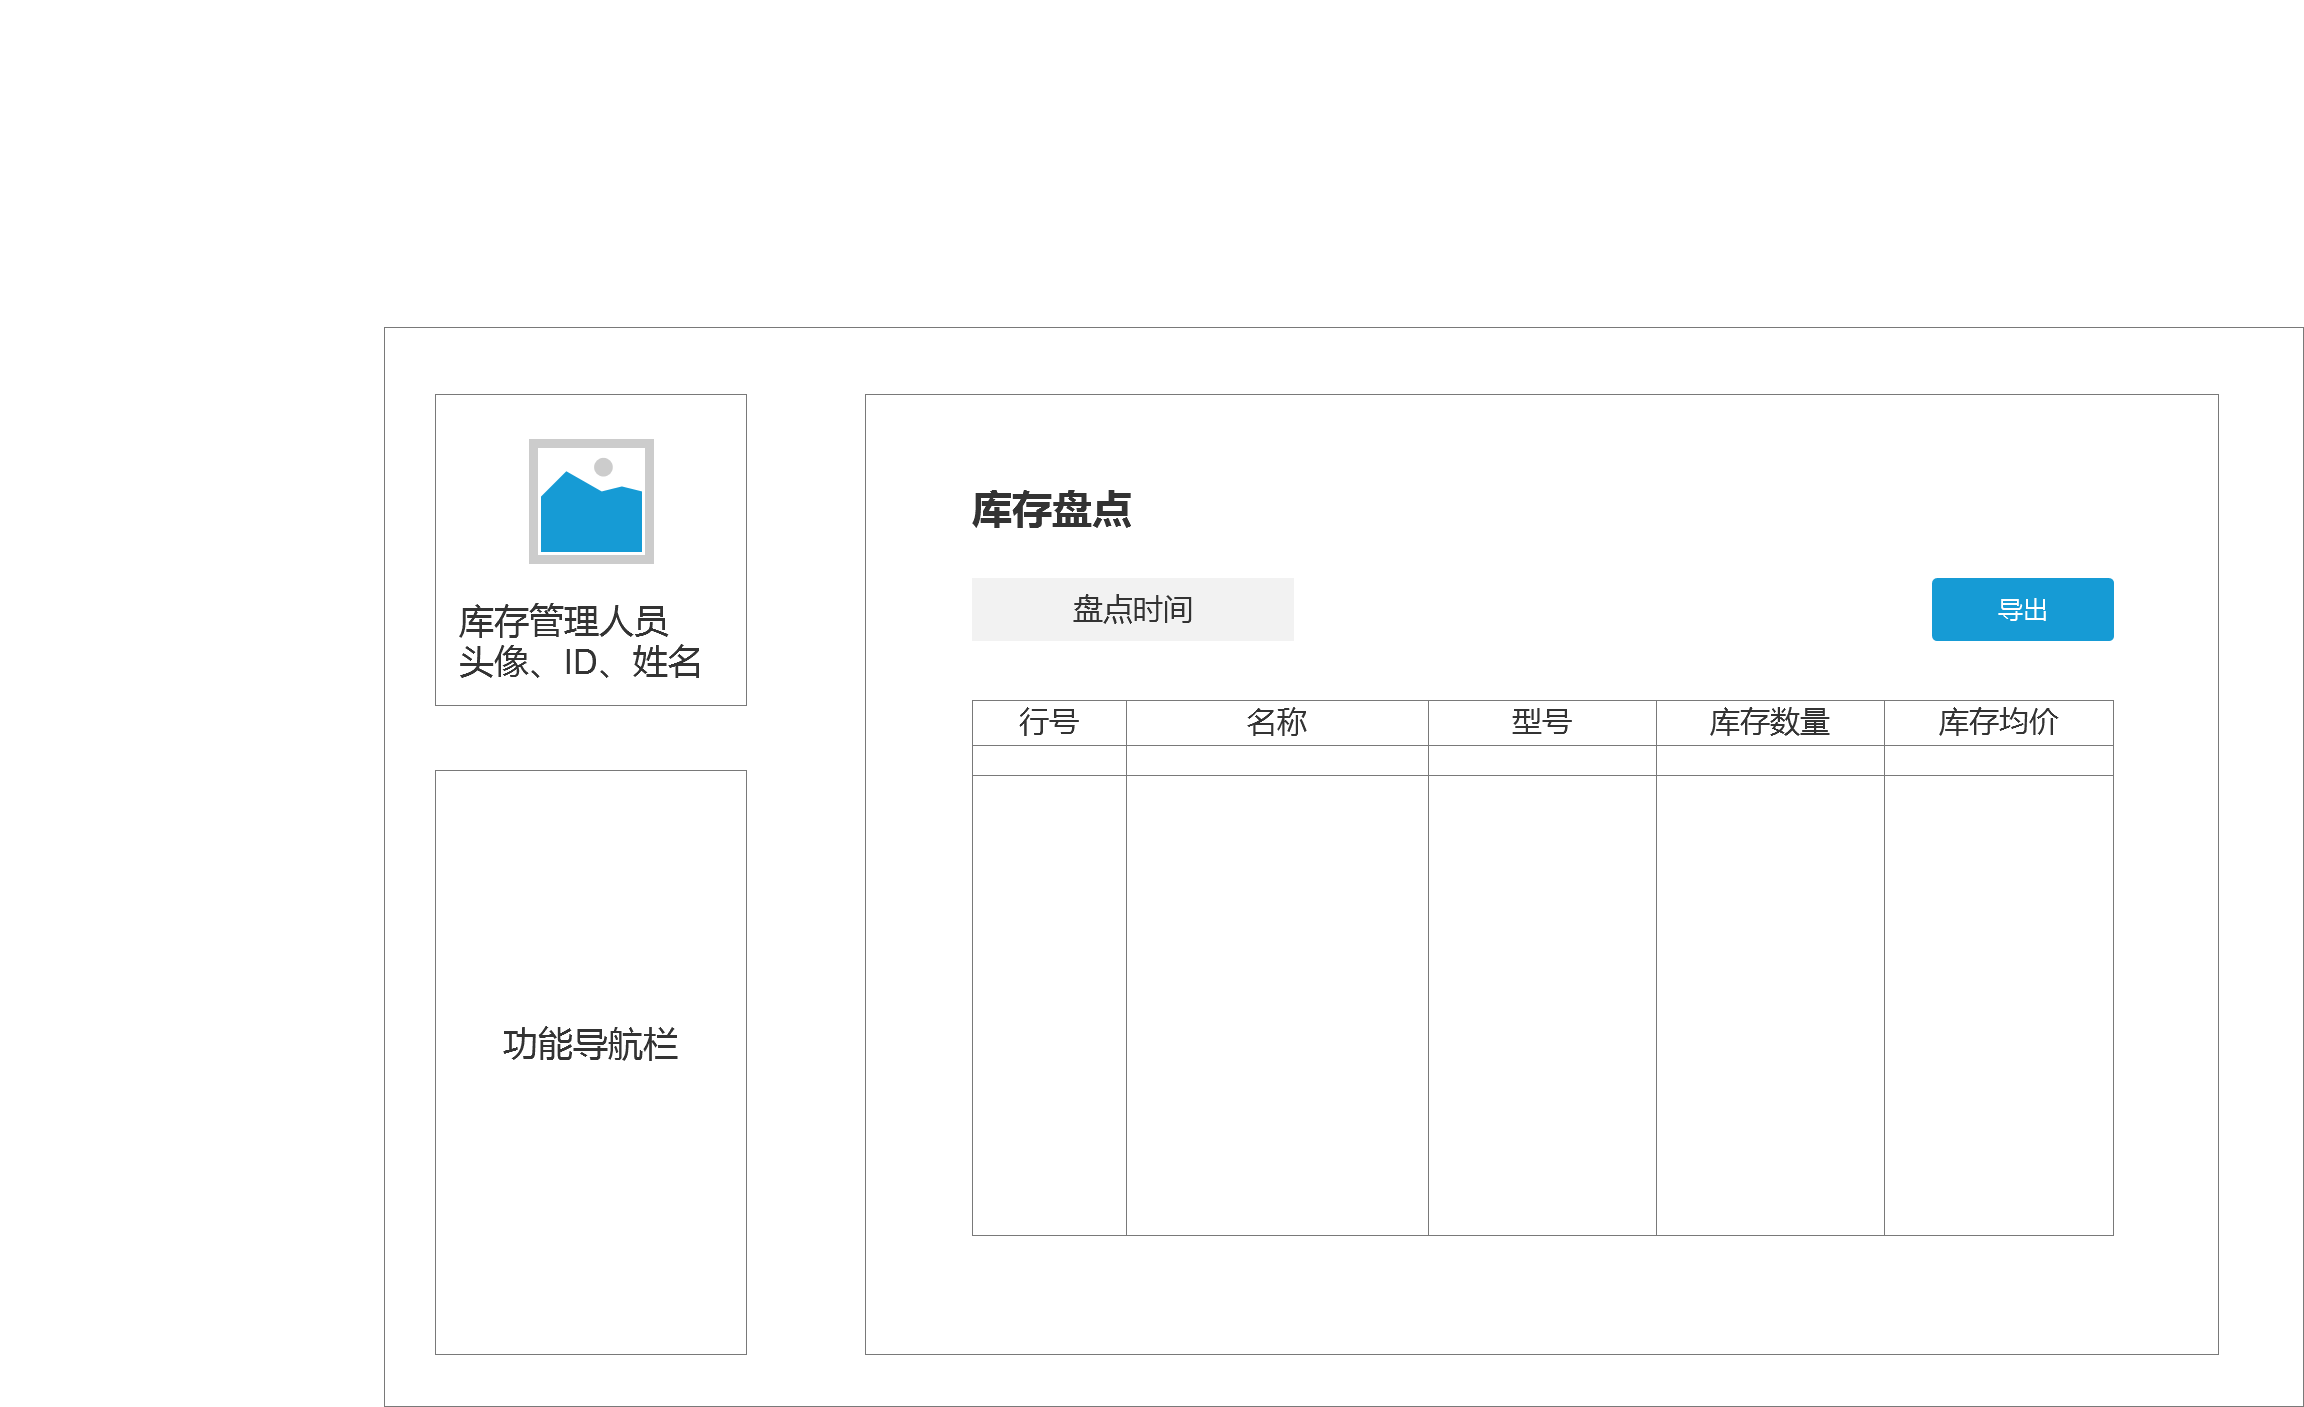 库存管理人员
头像、ID、姓名
功能导航栏
库存盘点
盘点时间
导出
行号 名称 型号 库存数量 库存均价